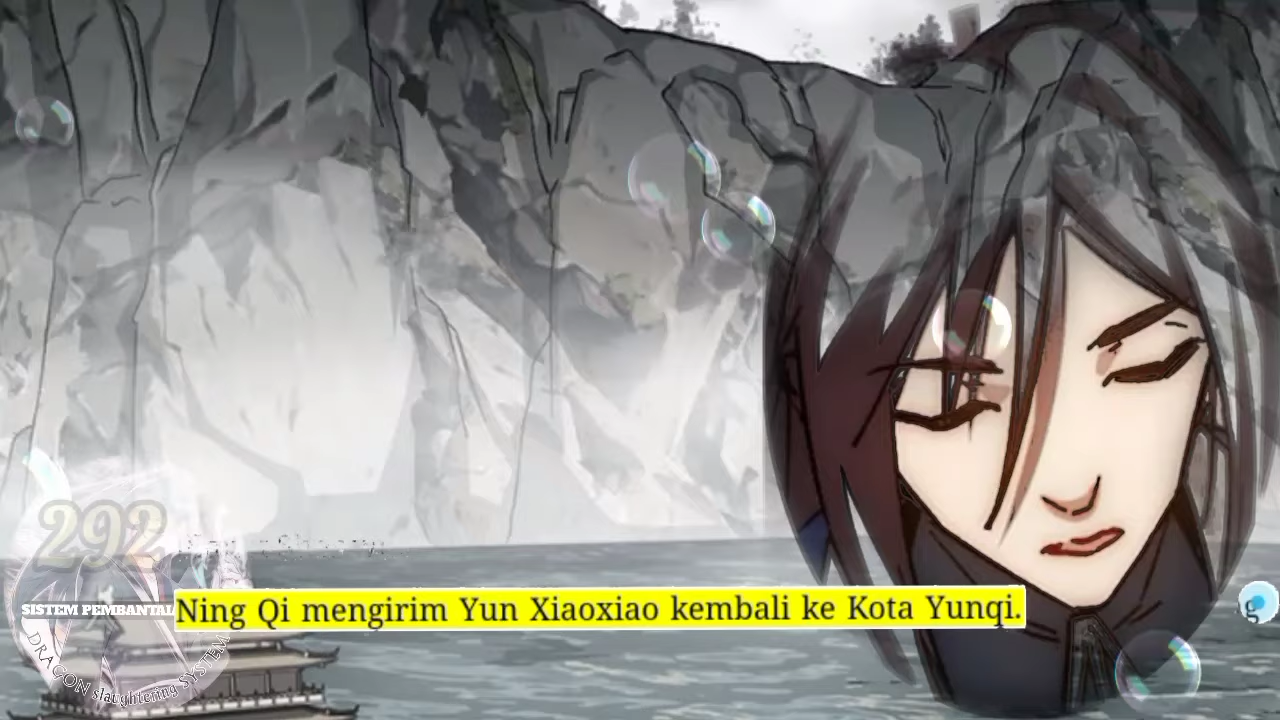 292
SISTEM PEMBANTAI
Ning Qi mengirim Yun Xiaoxiao kembali ke Kota Yunqi.
g
DRAGON slaughtering SYSTEM